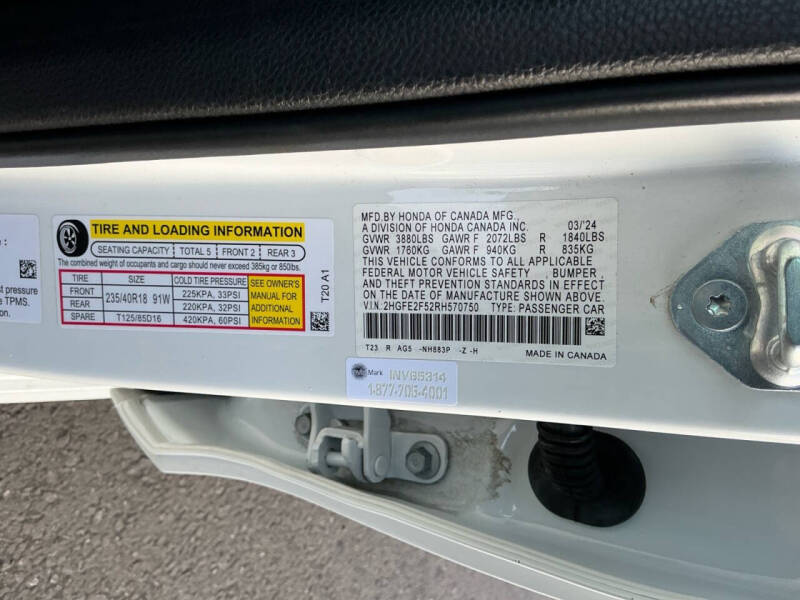 :
pressure
e TPMS.
.0.
TIRE AND LOADING INFORMATION
SEATING CAPACITY TOTAL 5 FRONT 2 REAR 3
The combined weight of occupants and cargo should never exceed 385kg or 850lbs.
TIRE SIZE COLD TIRE PRESSURE
FRONT 235/40R18 91W 225KPA, 33PSI
REAR 220KPA, 32PSI
SPARE T125/85D16 420KPA, 60PSI
SEE OWNER'S
MANUAL FOR
ADDITIONAL
INFORMATION
T20 A1
MFD.BY HONDA OF CANADA MFG.,
A DIVISION OF HONDA CANADA INC. 03/'24
GVWR 3880LBS GAWR F 2072LBS R 1840LBS
GVWR 1760KG GAWR F 940KG R 835KG
THIS VEHICLE CONFORMS TO ALL APPLICABLE
FEDERAL MOTOR VEHICLE SAFETY , BUMPER ,
AND THEFT PREVENTION STANDARDS IN EFFECT
ON THE DATE OF MANUFACTURE SHOWN ABOVE.
V.I.N. 2HGFE2F52RH570750 TYPE: PASSENGER CAR
T23 R AG5 -NH883P -Z -H
MADE IN CANADA
Mark INVG5314
1-877-705-4001